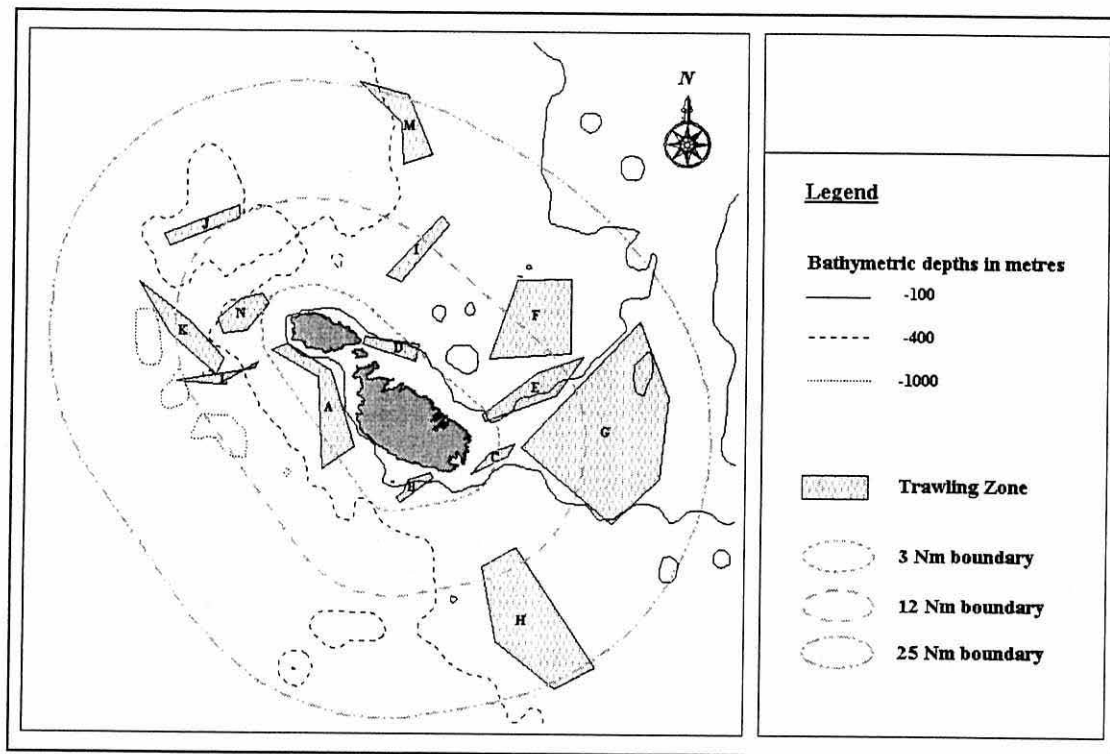 N
M
J
I
K
N
F
D
L
E
A
G
C
B
H
Legend
Bathymetric depths in metres
-100
-400
-1000
Trawling Zone
3 Nm boundary
12 Nm boundary
25 Nm boundary